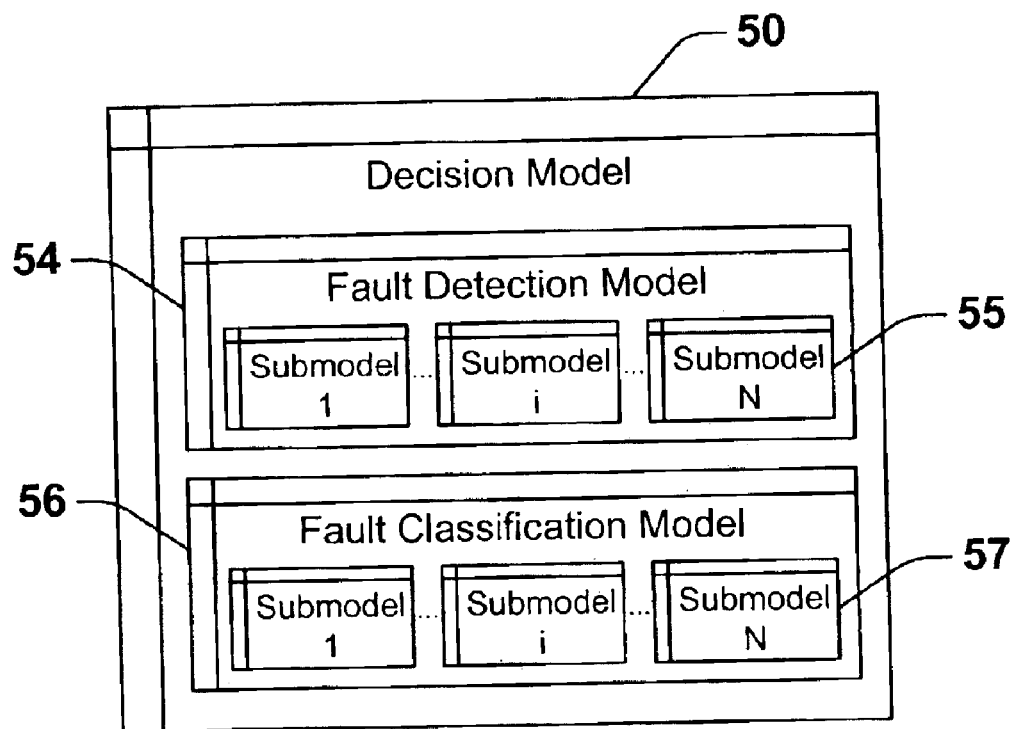 50
Decision Model
54
Fault Detection Model
55
Submodel ... Submodel ... Submodel
1 i N
56
Fault Classification Model
57
Submodel ... Submodel ... Submodel
1 i N